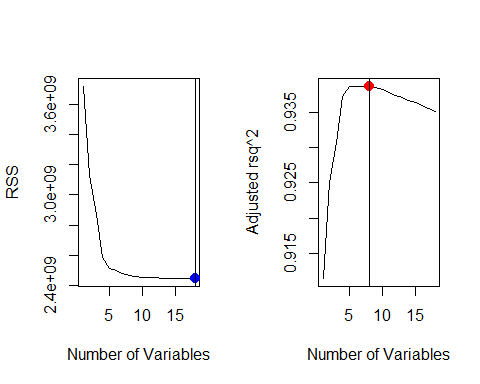 RSS
2.4e+09 3.0e+09 3.6e+09
5 10 15
Number of Variables
Adjusted rsq^2
0.915 0.925 0.935
5 10 15
Number of Variables